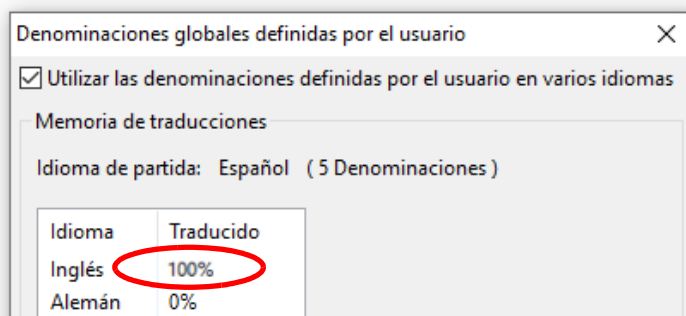 Denominaciones globales definidas por el usuario
Utilizar las denominaciones definidas por el usuario en varios idiomas
Memoria de traducciones
Idioma de partida: Español ( 5 Denominaciones )
Idioma Traducido
Inglés 100%
Alemán 0%